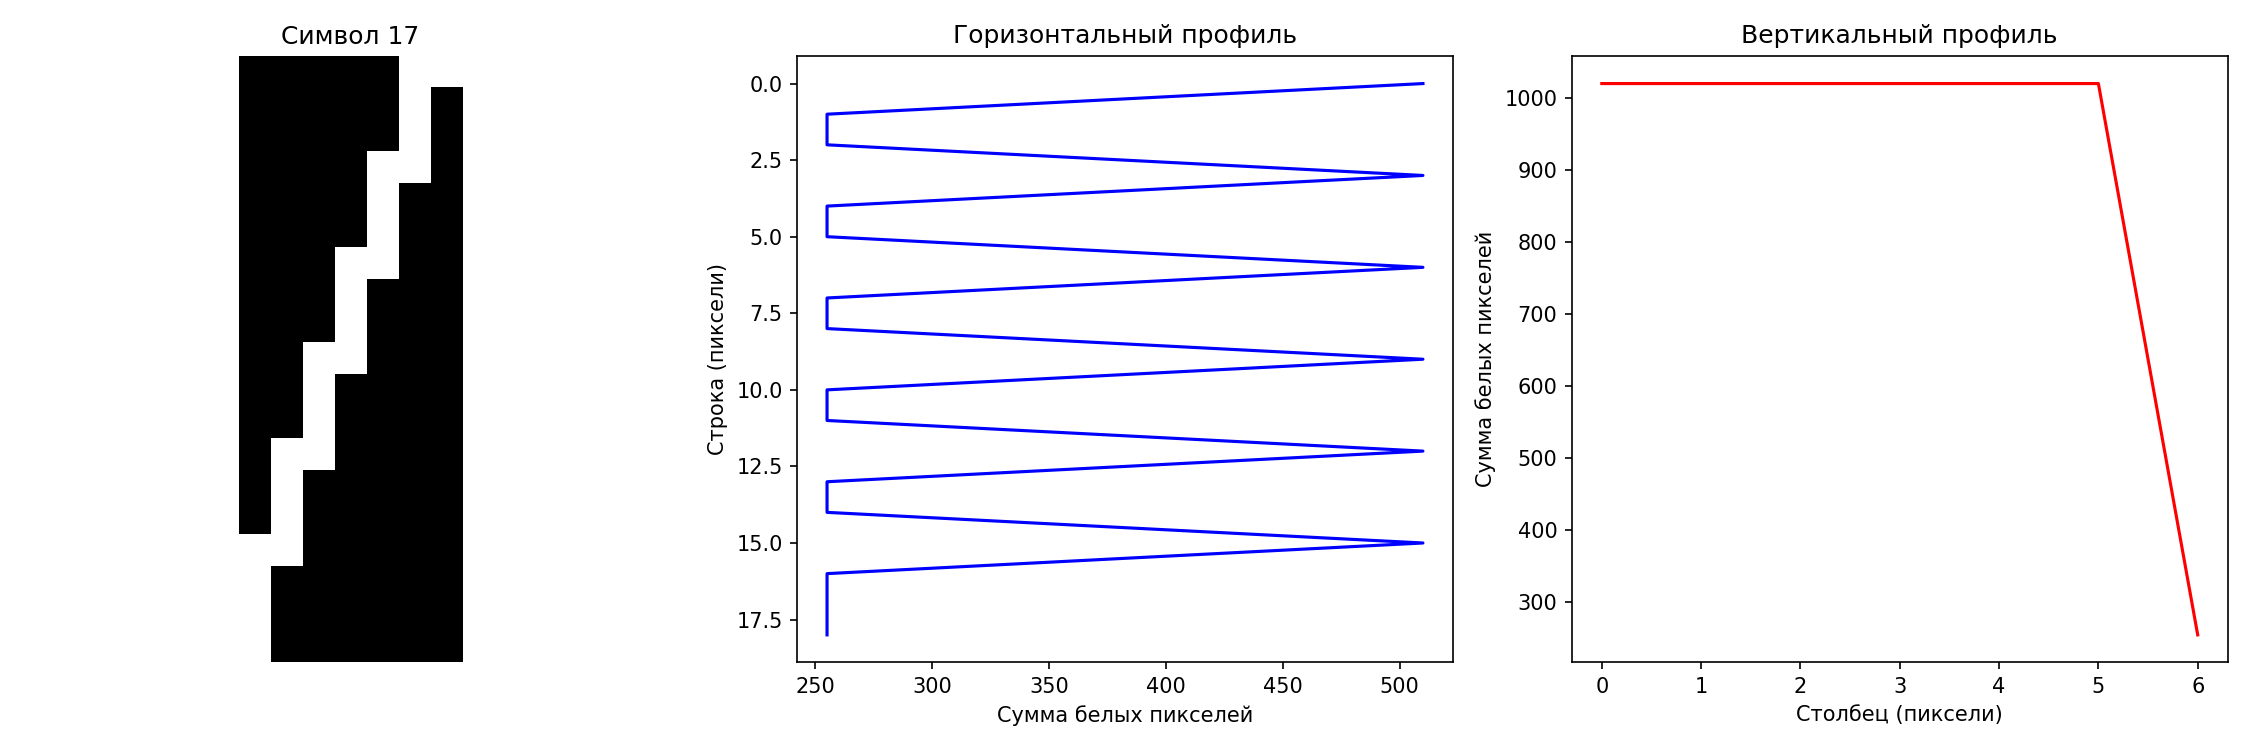 Символ 17
Горизонтальный профиль
Строка (пиксели)
0.0
2.5
5.0
7.5
10.0
12.5
15.0
17.5
250 300 350 400 450 500
Сумма белых пикселей
Вертикальный профиль
Сумма белых пикселей
1000
900
800
700
600
500
400
300
0 1 2 3 4 5 6
Столбец (пиксели)